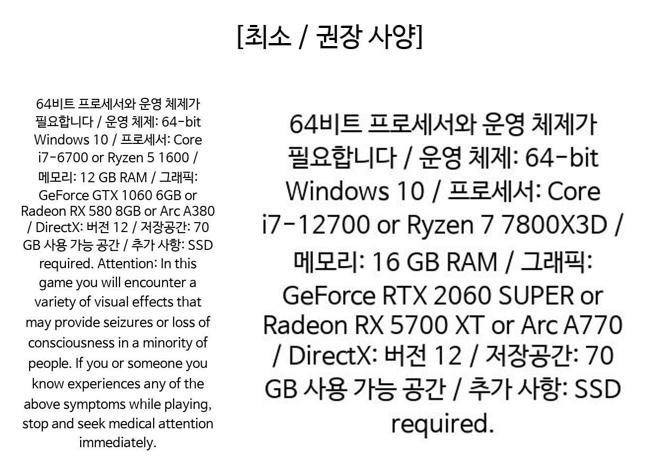 [최소 / 권장 사양]
64비트 프로세서와 운영 체제가
필요합니다 / 운영 체제: 64-bit
Windows 10 / 프로세서: Core
i7-6700 or Ryzen 5 1600 /
메모리: 12 GB RAM / 그래픽:
GeForce GTX 1060 6GB or
Radeon RX 580 8GB or Arc A380
/ DirectX: 버전 12 / 저장공간: 70
GB 사용 가능 공간 / 추가 사항: SSD
required. Attention: In this
game you will encounter a
variety of visual effects that
may provide seizures or loss of
consciousness in a minority of
people. If you or someone you
know experiences any of the
above symptoms while playing,
stop and seek medical attention
immediately.
64비트 프로세서와 운영 체제가
필요합니다 / 운영 체제: 64-bit
Windows 10 / 프로세서: Core
i7-12700 or Ryzen 7 7800X3D /
메모리: 16 GB RAM / 그래픽:
GeForce RTX 2060 SUPER or
Radeon RX 5700 XT or Arc A770
/ DirectX: 버전 12 / 저장공간: 70
GB 사용 가능 공간 / 추가 사항: SSD
required.